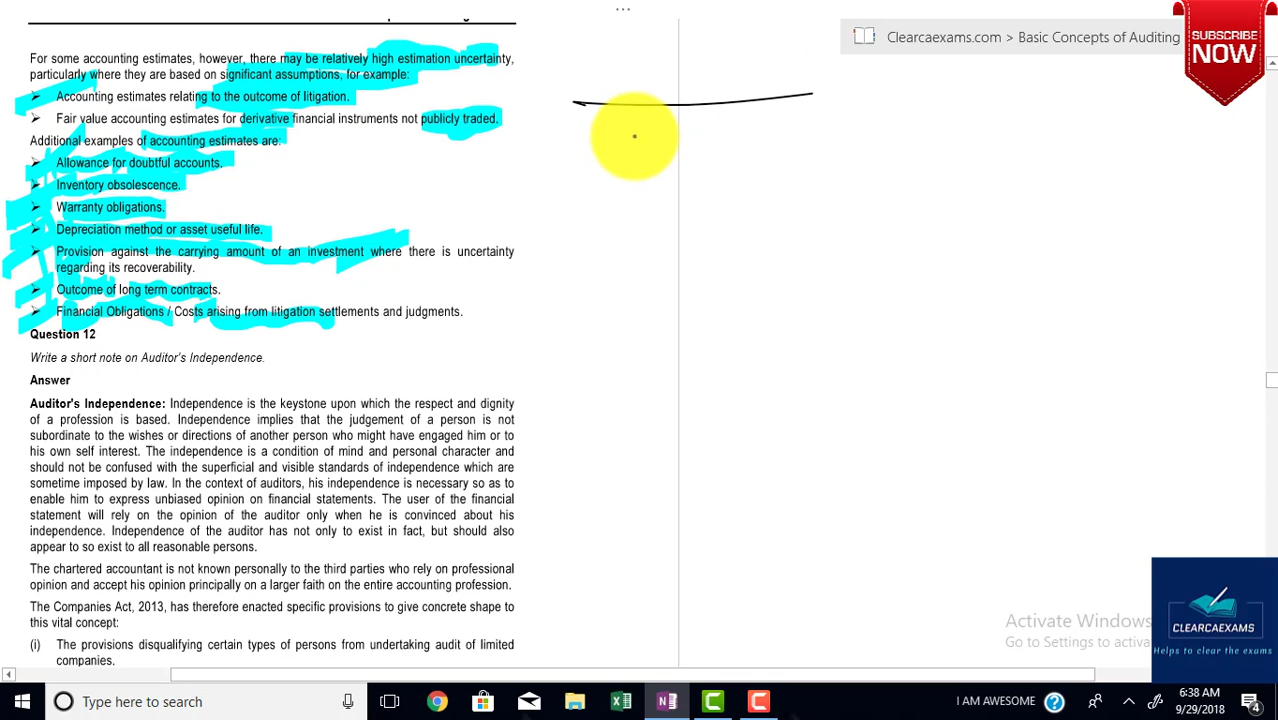 For some accounting estimates, however, there may be relatively high estimation uncertainty,
particularly where they are based on significant assumptions, for example:
➢ Accounting estimates relating to the outcome of litigation.
➢ Fair value accounting estimates for derivative financial instruments not publicly traded.
Additional examples of accounting estimates are:
➢ Allowance for doubtful accounts.
➢ Inventory obsolescence.
➢ Warranty obligations.
➢ Depreciation method or asset useful life.
➢ Provision against the carrying amount of an investment where there is uncertainty
regarding its recoverability.
➢ Outcome of long term contracts.
➢ Financial Obligations / Costs arising from litigation settlements and judgments.
Question 12
Write a short note on Auditor's Independence.
Answer
Auditor's Independence: Independence is the keystone upon which the respect and dignity
of a profession is based. Independence implies that the judgement of a person is not
subordinate to the wishes or directions of another person who might have engaged him or to
his own self interest. The independence is a condition of mind and personal character and
should not be confused with the superficial and visible standards of independence which are
sometime imposed by law. In the context of auditors, his independence is necessary so as to
enable him to express unbiased opinion on financial statements. The user of the financial
statement will rely on the opinion of the auditor only when he is convinced about his
independence. Independence of the auditor has not only to exist in fact, but should also
appear to so exist to all reasonable persons.
The chartered accountant is not known personally to the third parties who rely on professional
opinion and accept his opinion principally on a larger faith on the entire accounting profession.
The Companies Act, 2013, has therefore enacted specific provisions to give concrete shape to
this vital concept:
(i) The provisions disqualifying certain types of persons from undertaking audit of limited
companies.
Clearcaexams.com > Basic Concepts of Auditing
SUBSCRIBE
NOW
Activate Windows
Go to Settings to activa
CLEARCAEXAMS
Helps to clear the exams
Type here to search
I AM AWESOME
6:38 AM
9/29/2018
4